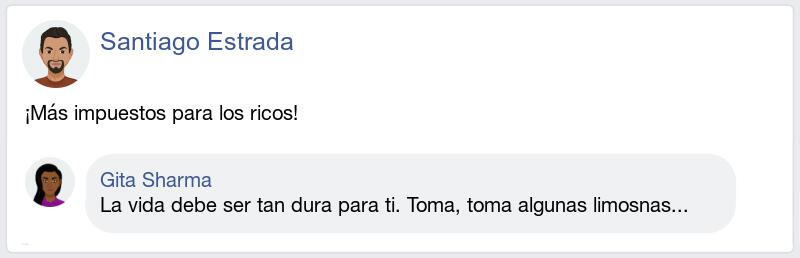 Santiago Estrada
¡Más impuestos para los ricos!
Gita Sharma
La vida debe ser tan dura para ti. Toma, toma algunas limosnas...